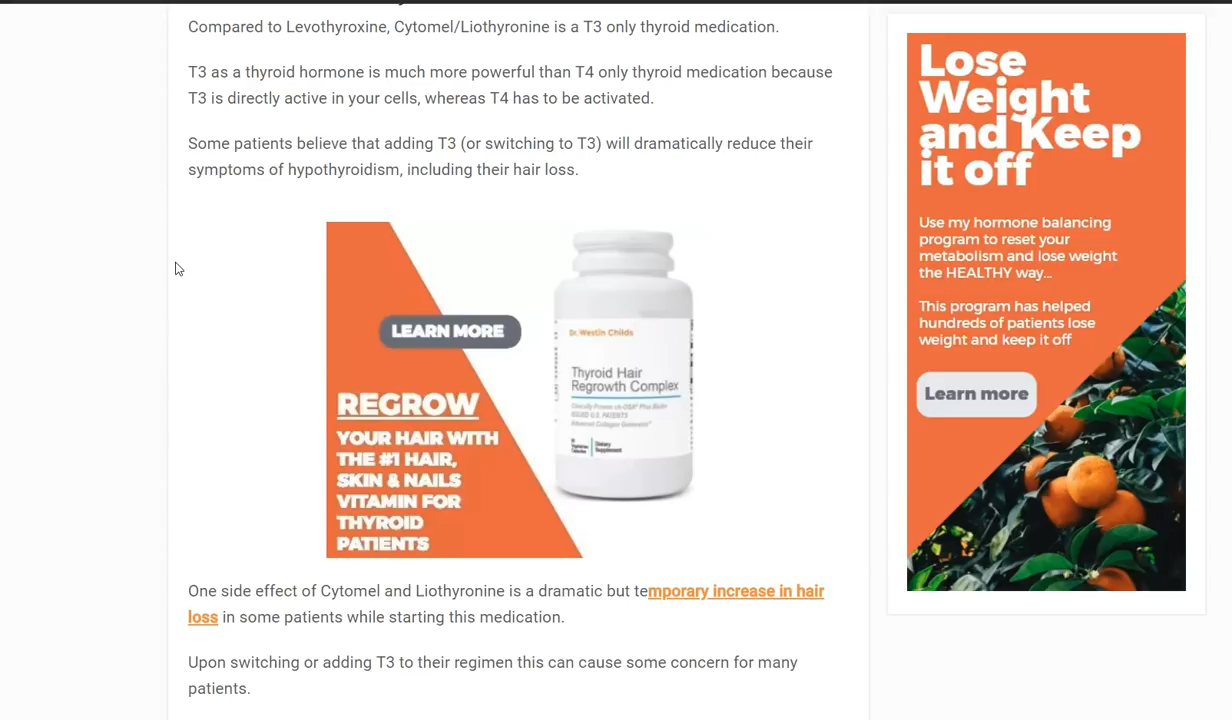 Compared to Levothyroxine, Cytomel/Liothyronine is a T3 only thyroid medication.
T3 as a thyroid hormone is much more powerful than T4 only thyroid medication because
T3 is directly active in your cells, whereas T4 has to be activated.
Some patients believe that adding T3 (or switching to T3) will dramatically reduce their
symptoms of hypothyroidism, including their hair loss.
LEARN MORE
REGROW
YOUR HAIR WITH
THE #1 HAIR,
SKIN & NAILS
VITAMIN FOR
THYROID
PATIENTS
Dr. Westin Childs
Thyroid Hair
Regrowth Complex
Dietary
Supplement
One side effect of Cytomel and Liothyronine is a dramatic but temporary increase in hair
loss in some patients while starting this medication.
Upon switching or adding T3 to their regimen this can cause some concern for many
patients.
Lose
Weight
and Keep
it off
Use my hormone balancing
program to reset your
metabolism and lose weight
the HEALTHY way...
This program has helped
hundreds of patients lose
weight and keep it off
Learn more